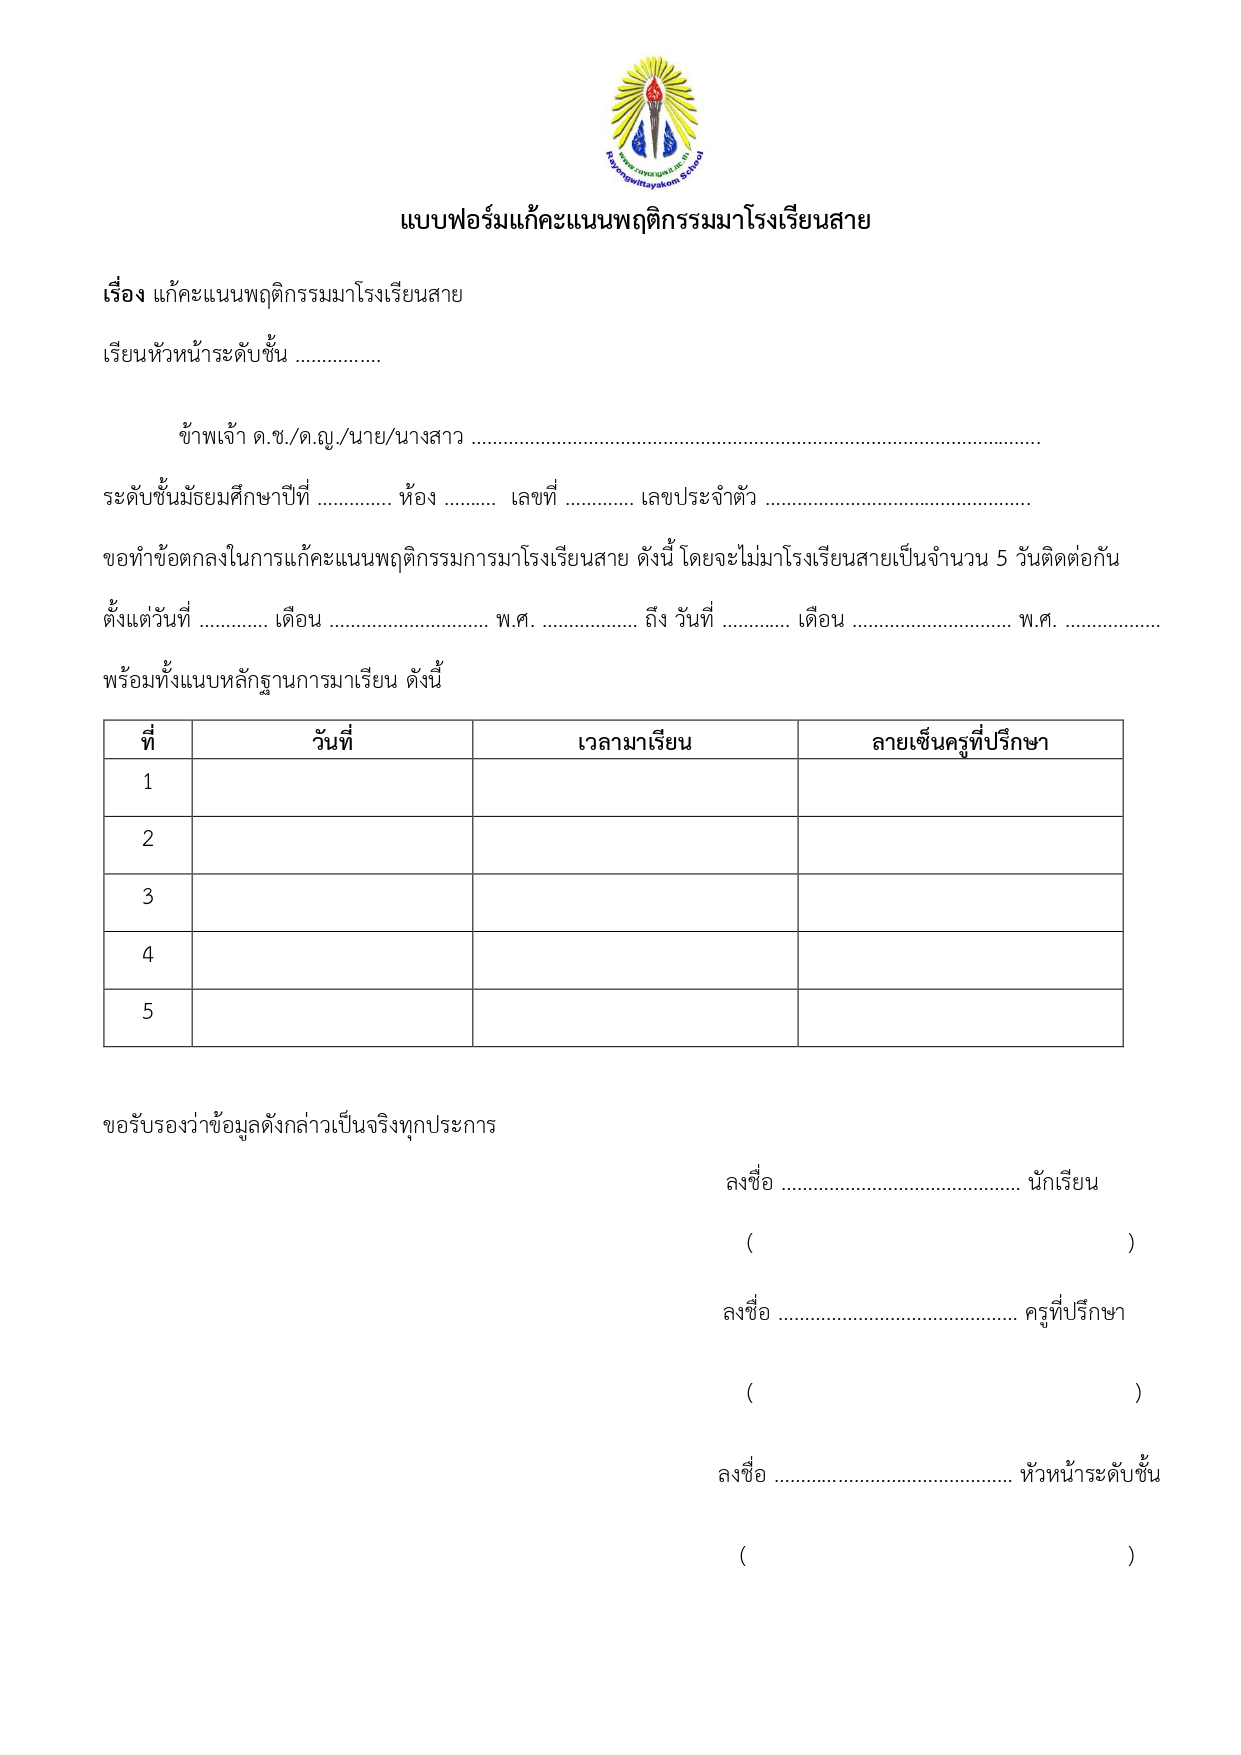 www.rayongwit.ac.th
Rayongwittayakom School
แบบฟอร์มแก้คะแนนพฤติกรรมมาโรงเรียนสาย
เรื่อง แก้คะแนนพฤติกรรมมาโรงเรียนสาย
เรียนหัวหน้าระดับชั้น ................
ข้าพเจ้า ด.ช./ด.ญ./นาย/นางสาว ...........................................................................................................
ระดับชั้นมัธยมศึกษาปีที่ .............. ห้อง .......... เลขที่ ............. เลขประจำตัว ..................................................
ขอทำข้อตกลงในการแก้คะแนนพฤติกรรมการมาโรงเรียนสาย ดังนี้ โดยจะไม่มาโรงเรียนสายเป็นจำนวน 5 วันติดต่อกัน
ตั้งแต่วันที่ ............. เดือน .............................. พ.ศ. .................. ถึง วันที่ ............. เดือน .............................. พ.ศ. ..................
พร้อมทั้งแนบหลักฐานการมาเรียน ดังนี้
ที่ วันที่ เวลามาเรียน ลายเซ็นครูที่ปรึกษา
1
2
3
4
5
ขอรับรองว่าข้อมูลดังกล่าวเป็นจริงทุกประการ
ลงชื่อ ............................................. นักเรียน
( )
ลงชื่อ ............................................. ครูที่ปรึกษา
( )
ลงชื่อ ............................................. หัวหน้าระดับชั้น
( )